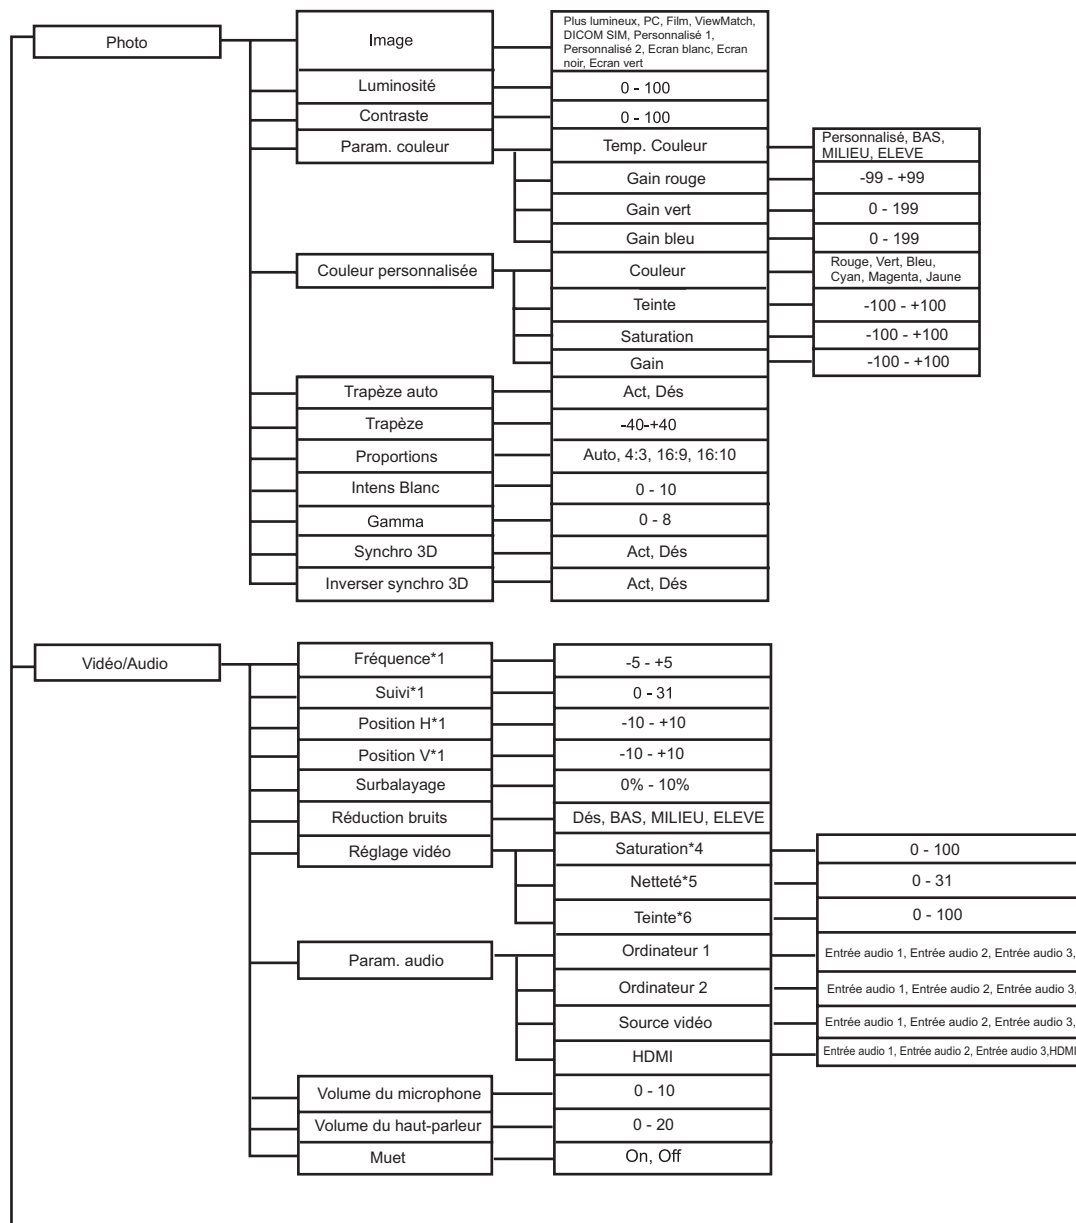 Photo
Image
Plus lumineux, PC, Film, ViewMatch,
DICOM SIM, Personnalisé 1,
Personnalisé 2, Ecran blanc, Ecran
noir, Ecran vert
Luminosité
0 - 100
Contraste
0 - 100
Param. couleur
Temp. Couleur
Personnalisé, BAS,
MILIEU, ELEVE
Gain rouge
-99 - +99
Gain vert
0 - 199
Gain bleu
0 - 199
Couleur personnalisée
Couleur
Rouge, Vert, Bleu,
Cyan, Magenta, Jaune
Teinte
-100 - +100
Saturation
-100 - +100
Gain
-100 - +100
Trapèze auto
Act, Dés
Trapèze
-40-+40
Proportions
Auto, 4:3, 16:9, 16:10
Intens Blanc
0 - 10
Gamma
0 - 8
Synchro 3D
Act, Dés
Inverser synchro 3D
Act, Dés
Vidéo/Audio
Fréquence*1
-5 - +5
Suivi*1
0 - 31
Position H*1
-10 - +10
Position V*1
-10 - +10
Surbalayage
0% - 10%
Réduction bruits
Dés, BAS, MILIEU, ELEVE
Réglage vidéo
Saturation*4
0 - 100
Netteté*5
0 - 31
Teinte*6
0 - 100
Param. audio
Ordinateur 1
Entrée audio 1, Entrée audio 2, Entrée audio 3,
Ordinateur 2
Entrée audio 1, Entrée audio 2, Entrée audio 3,
Source vidéo
Entrée audio 1, Entrée audio 2, Entrée audio 3,
HDMI
Entrée audio 1, Entrée audio 2, Entrée audio 3,HDMI
Volume du microphone
0 - 10
Volume du haut-parleur
0 - 20
Muet
On, Off